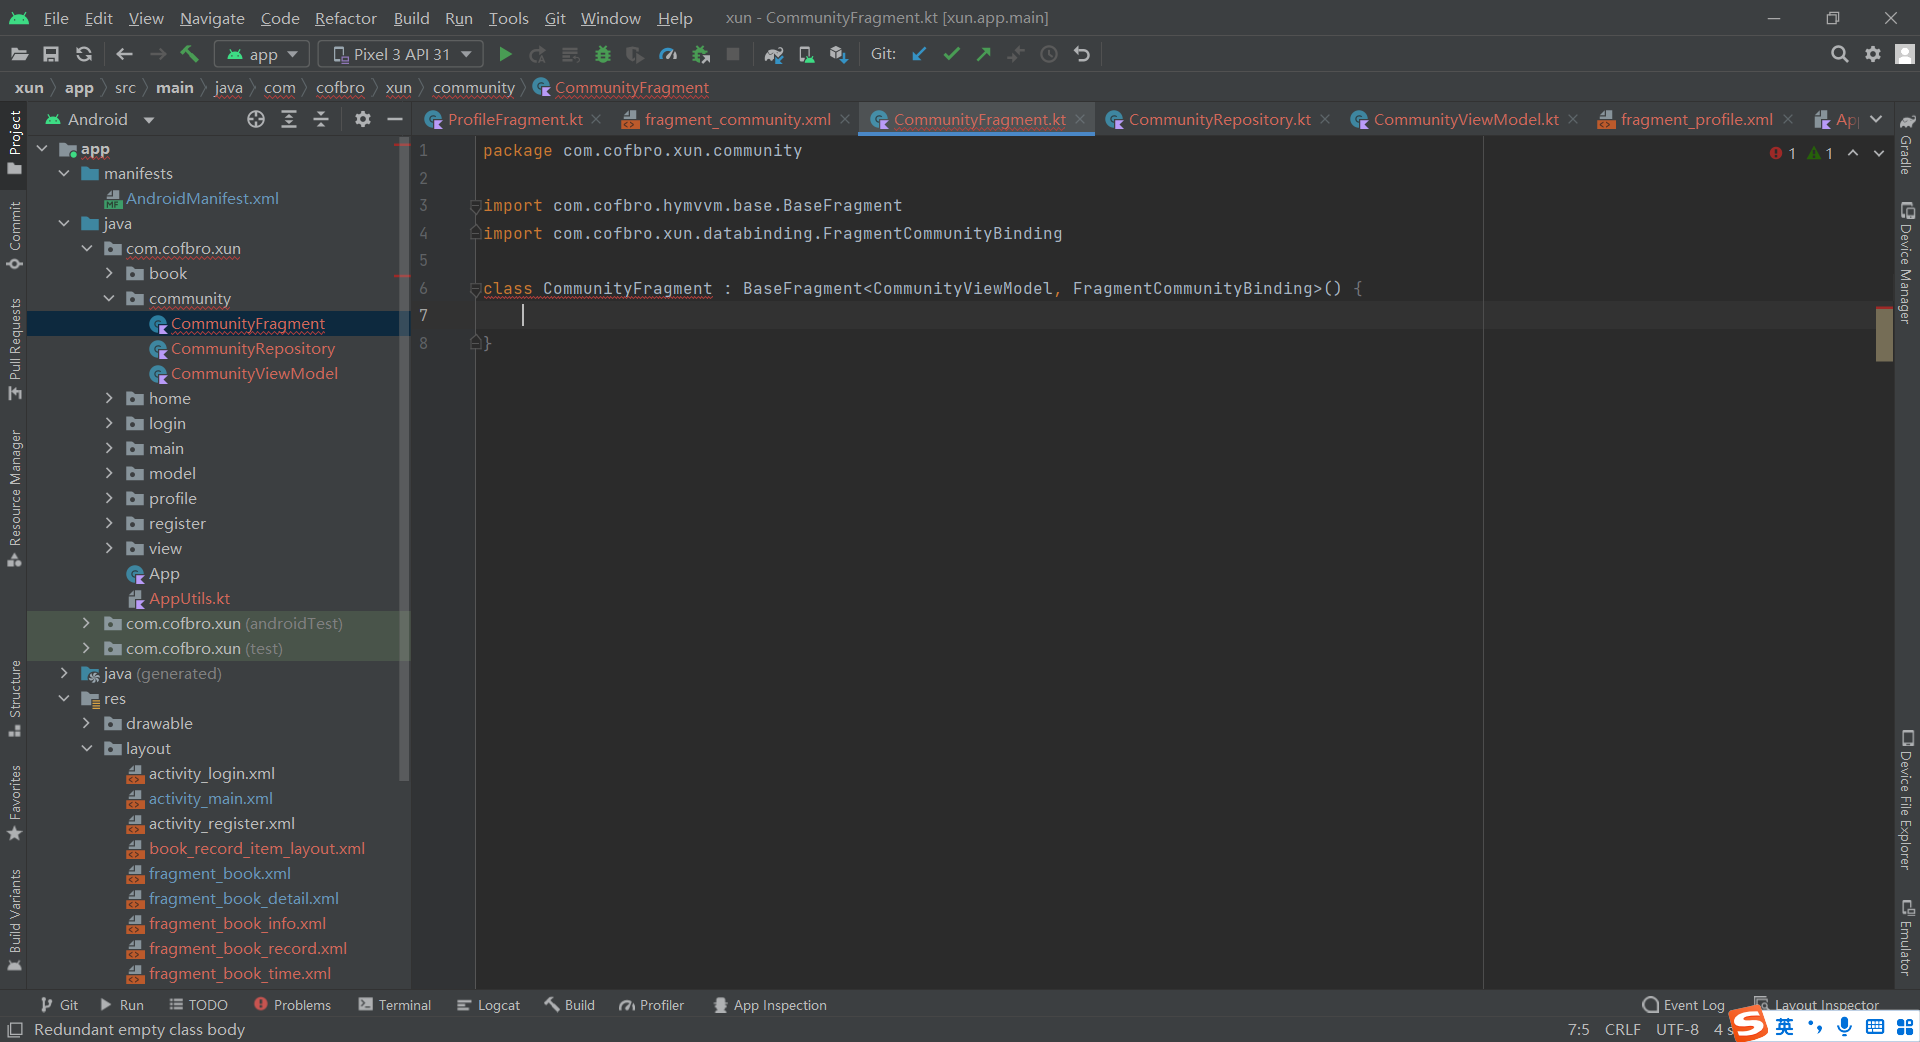 File Edit View Navigate Code Refactor Build Run Tools Git Window Help xun - CommunityFragment.kt [xun.app.main]
app Pixel 3 API 31 Git:
xun app src main java com cofbro xun community CommunityFragment
Android
ProfileFragment.kt fragment_community.xml CommunityFragment.kt CommunityRepository.kt CommunityViewModel.kt fragment_profile.xml
Project
Commit
Pull Requests
Resource Manager
Structure
Favorites
Build Variants
app
manifests
AndroidManifest.xml
java
com.cofbro.xun
book
community
CommunityFragment
CommunityRepository
CommunityViewModel
home
login
main
model
profile
register
view
App
AppUtils.kt
com.cofbro.xun (androidTest)
com.cofbro.xun (test)
java (generated)
res
drawable
layout
activity_login.xml
activity_main.xml
activity_register.xml
book_record_item_layout.xml
fragment_book.xml
fragment_book_detail.xml
fragment_book_info.xml
fragment_book_record.xml
fragment_book_time.xml
1 package com.cofbro.xun.community
2
3 import com.cofbro.hymvvm.base.BaseFragment
4 import com.cofbro.xun.databinding.FragmentCommunityBinding
5
6 class CommunityFragment : BaseFragment<CommunityViewModel, FragmentCommunityBinding>() {
7
8 }
1 1
Gradle
Device Manager
Device File Explorer
Emulator
Git Run TODO Problems Terminal Logcat Build Profiler App Inspection Event Log Layout Inspector
Redundant empty class body 7:5 CRLF UTF-8 4 英